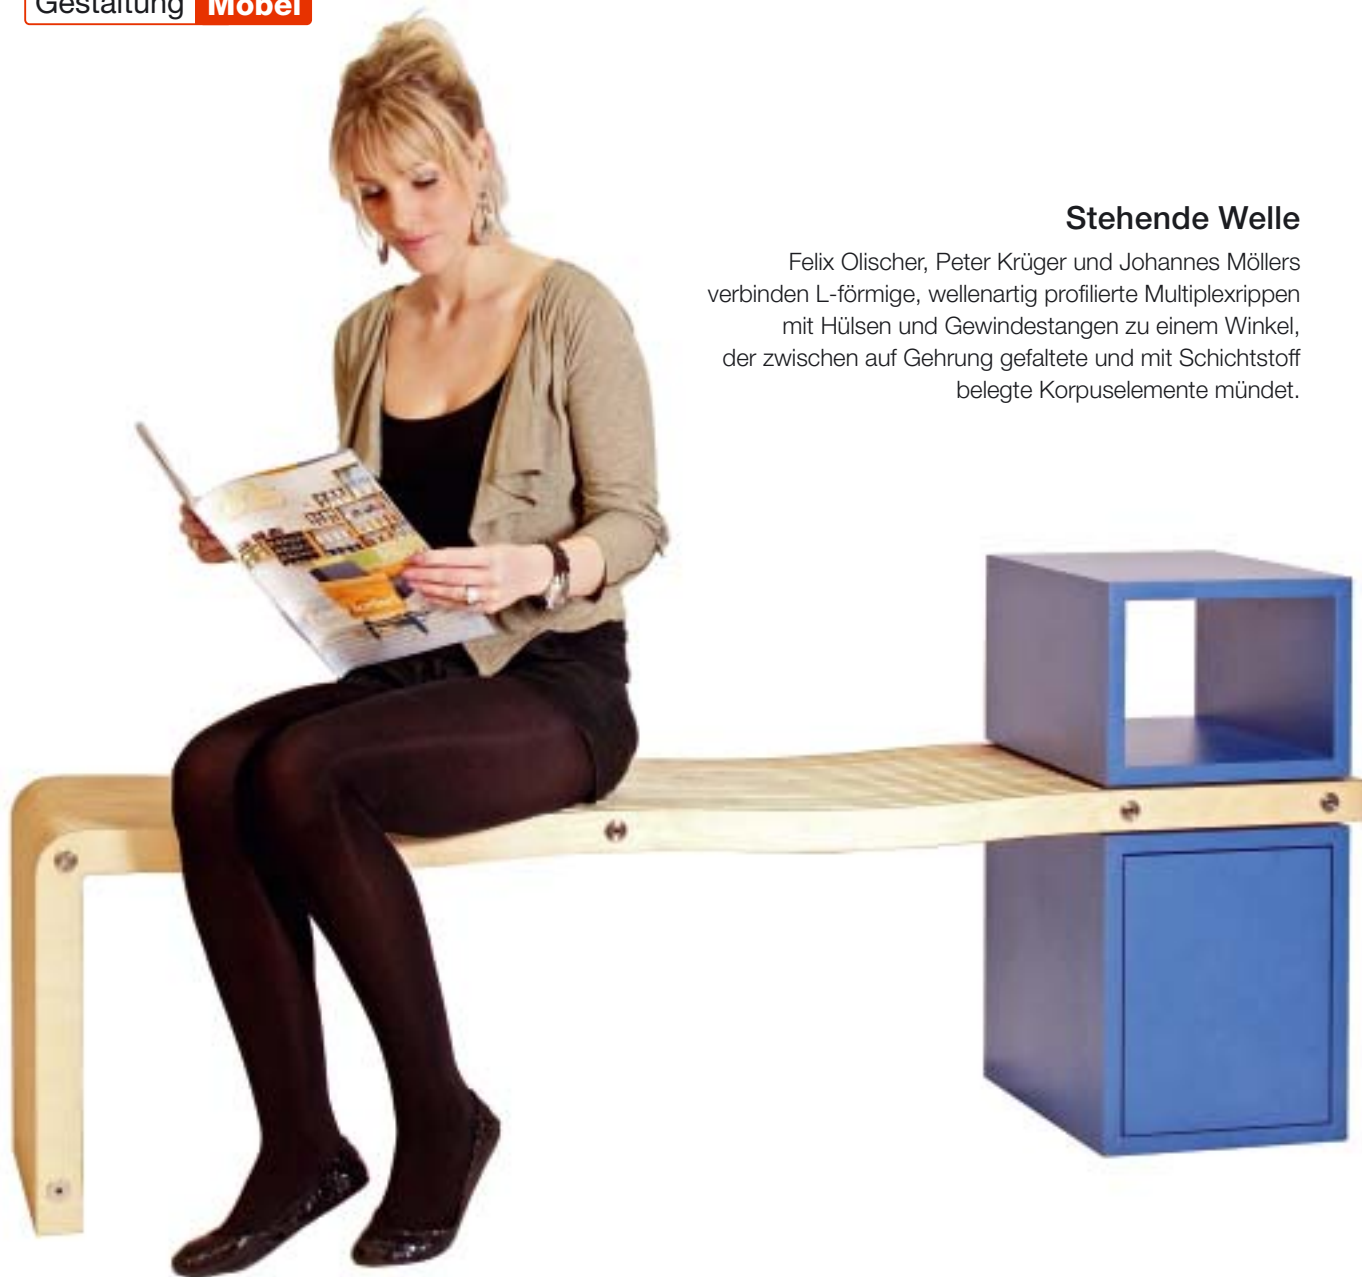 Gestaltung Möbel
Stehende Welle
Felix Olischer, Peter Krüger und Johannes Möllers
verbinden L-förmige, wellenartig profilierte Multiplexrippen
mit Hülsen und Gewindestangen zu einem Winkel,
der zwischen auf Gehrung gefaltete und mit Schichtstoff
belegte Korpuselemente mündet.